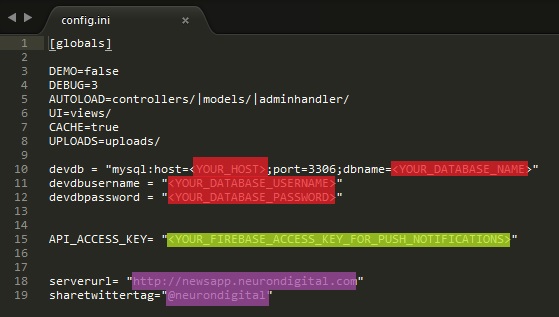 config.ini
1 [globals]
2
3 DEMO=false
4 DEBUG=3
5 AUTOLOAD=controllers/|models/|adminhandler/
6 UI=views/
7 CACHE=true
8 UPLOADS=uploads/
9
10 devdb = "mysql:host=<YOUR_HOST>;port=3306;dbname=<YOUR_DATABASE_NAME>"
11 devdbusername = "<YOUR_DATABASE_USERNAME>"
12 devdbpassword = "<YOUR_DATABASE_PASSWORD>"
13
14
15 API_ACCESS_KEY= "<YOUR_FIREBASE_ACCESS_KEY_FOR_PUSH_NOTIFICATIONS>"
16
17
18 serverurl= "http://newsapp.neurondigital.com"
19 sharetwittertag="@neurondigital"